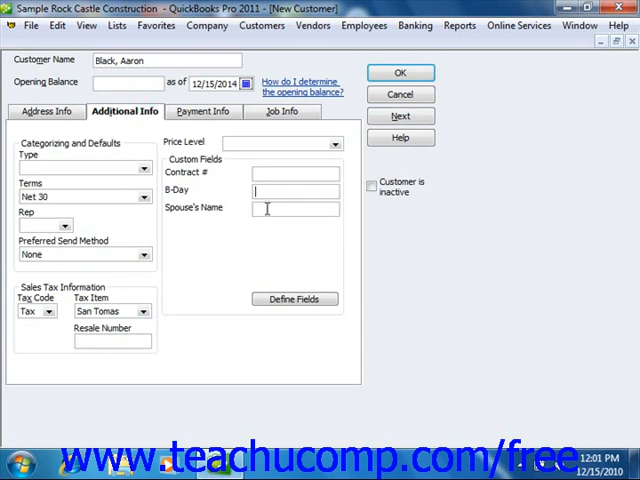 Sample Rock Castle Construction - QuickBooks Pro 2011 - [New Customer]
File Edit View Lists Favorites Company Customers Vendors Employees Banking Reports Online Services Window Help
Customer Name Black, Aaron
Opening Balance as of 12/15/2014 How do I determine
the opening balance?
OK
Cancel
Next
Help
Customer is
inactive
Address Info Additional Info Payment Info Job Info
Categorizing and Defaults
Type
Terms
Net 30
Rep
Preferred Send Method
None
Sales Tax Information
Tax Code Tax Item
Tax San Tomas
Resale Number
Price Level
Custom Fields
Contract #
B-Day
Spouse's Name
Define Fields
www.teachucomp.com/free
12:01 PM
12/15/2010